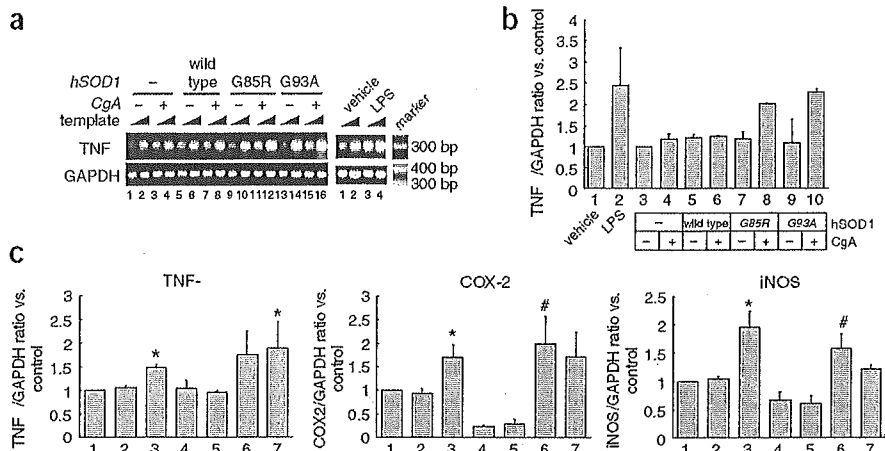 a
hSOD1 – wild type G85R G93A
CgA – + – + – + – + vehicle LPS marker
template
TNF 300 bp
GAPDH 400 bp
300 bp
1 2 3 4 5 6 7 8 9 10 11 12 13 14 15 16 1 2 3 4
b
TNF /GAPDH ratio vs. control
4
3.5
3
2.5
2
1.5
1
0.5
0
1 2 3 4 5 6 7 8 9 10
vehicle LPS
– wild type G85R G93A hSOD1
– + – + – + – + CgA
c
TNF-
TNF /GAPDH ratio vs. control
3
2.5
2
1.5
1
0.5
0
* *
1 2 3 4 5 6 7
COX-2
COX2/GAPDH ratio vs. control
3
2.5
2
1.5
1
0.5
0
* #
1 2 3 4 5 6 7
iNOS
iNOS/GAPDH ratio vs. control
2.5
2
1.5
1
0.5
0
* #
1 2 3 4 5 6 7